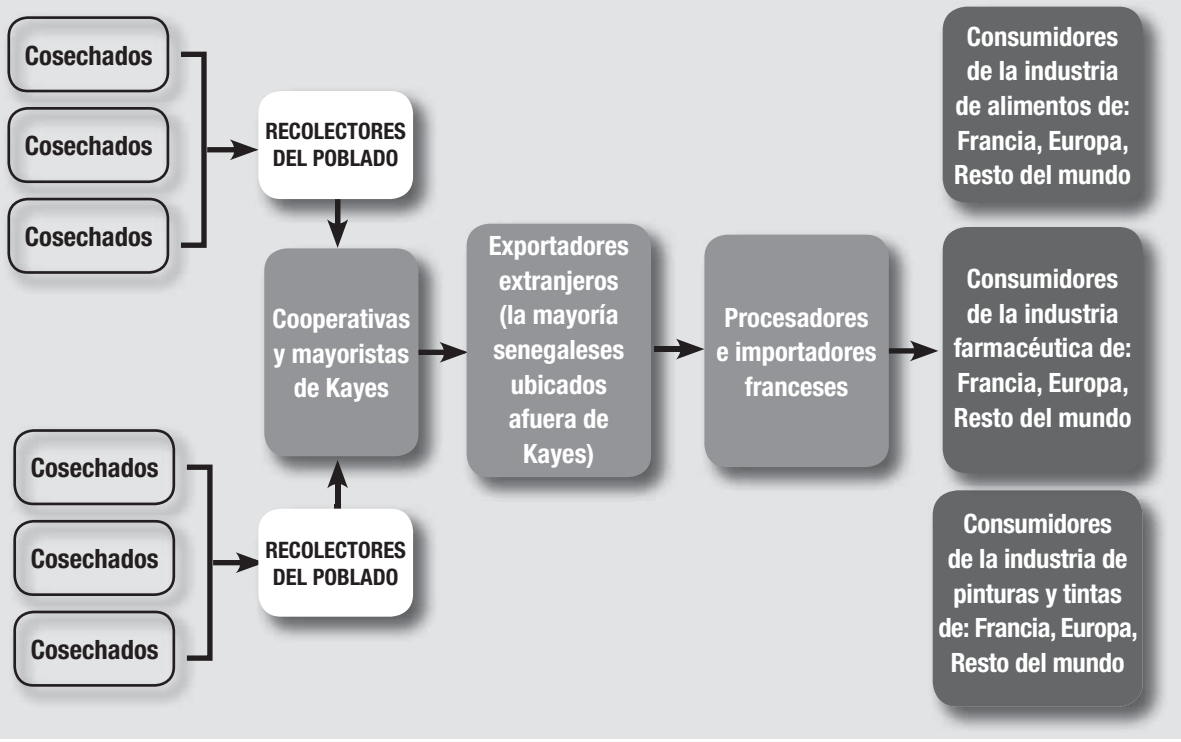 Cosechados
Cosechados
Cosechados
RECOLECTORES
DEL POBLADO
Cooperativas
y mayoristas
de Kayes
Cosechados
Cosechados
Cosechados
RECOLECTORES
DEL POBLADO
Exportadores
extranjeros
(la mayoría
senegaleses
ubicados
afuera de
Kayes)
Procesadores
e importadores
franceses
Consumidores
de la industria
de alimentos de:
Francia, Europa,
Resto del mundo
Consumidores
de la industria
farmacéutica de:
Francia, Europa,
Resto del mundo
Consumidores
de la industria de
pinturas y tintas
de: Francia, Europa,
Resto del mundo